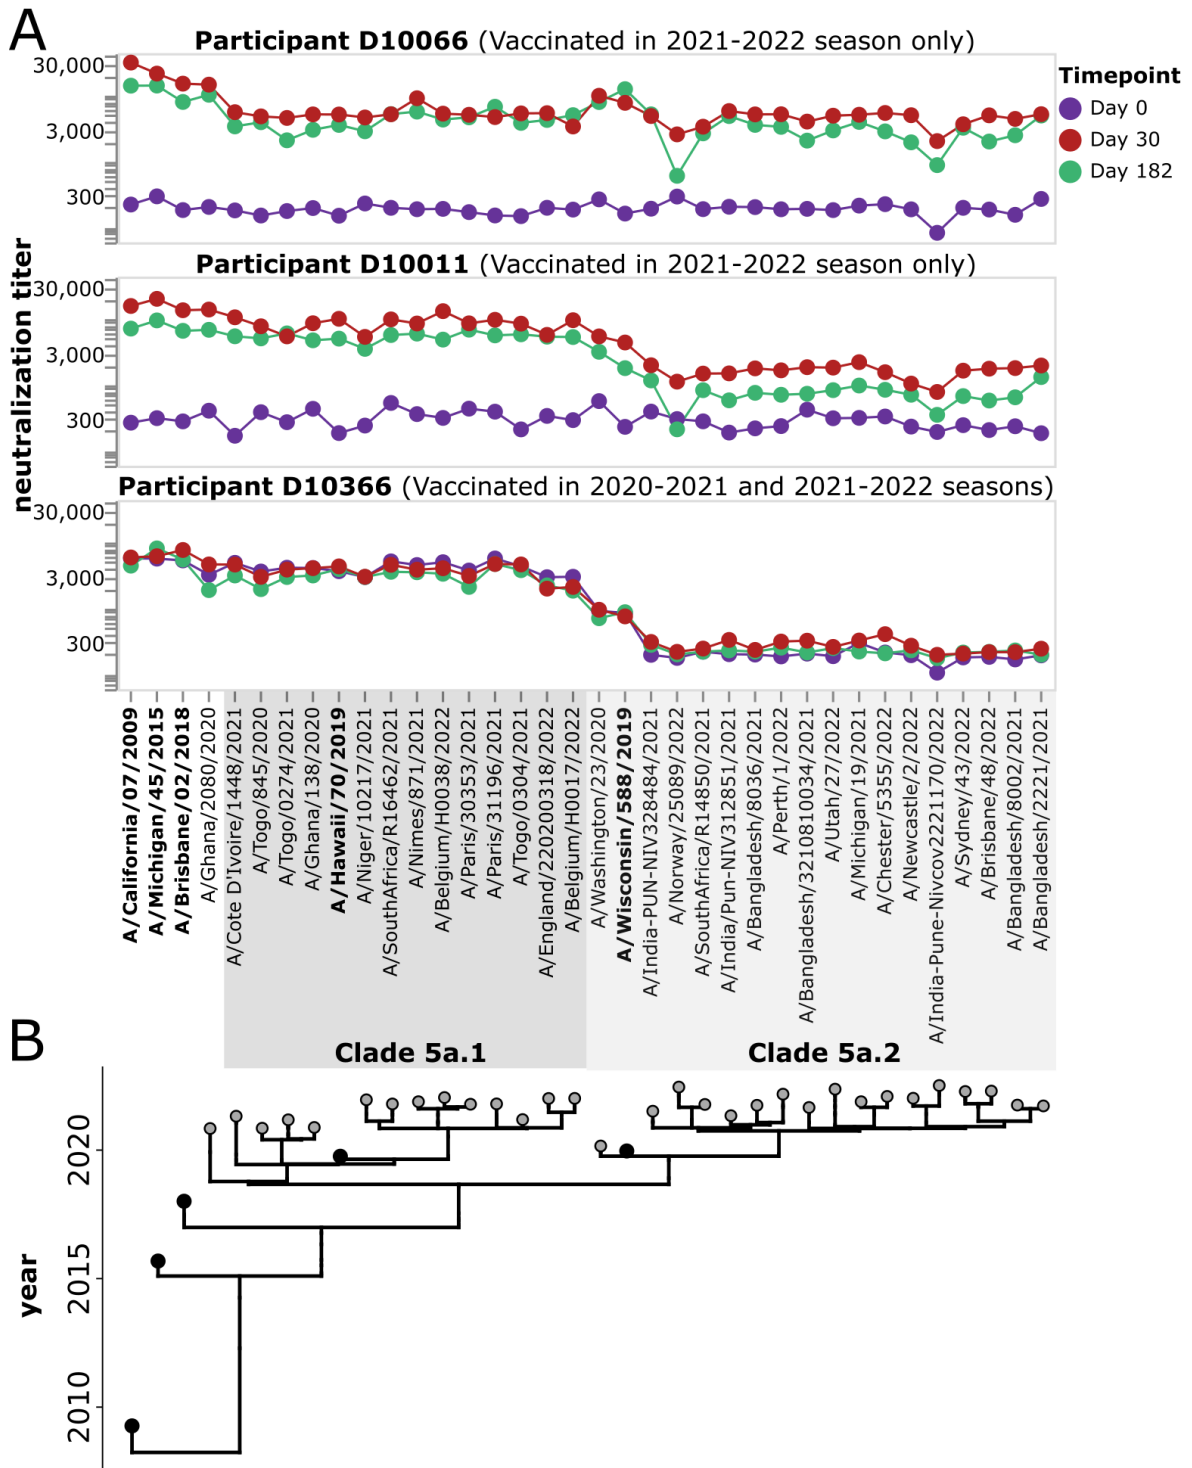 A
Participant D10066 (Vaccinated in 2021-2022 season only)
30,000
3,000
300
Timepoint
Day 0
Day 30
Day 182
neutralization titer
Participant D10011 (Vaccinated in 2021-2022 season only)
30,000
3,000
300
Participant D10366 (Vaccinated in 2020-2021 and 2021-2022 seasons)
30,000
3,000
300
A/California/07/2009
A/Michigan/45/2015
A/Brisbane/02/2018
A/Ghana/2080/2020
A/Cote D'Ivoire/1448/2021
A/Togo/845/2020
A/Togo/0274/2021
A/Ghana/138/2020
A/Hawaii/70/2019
A/Niger/10217/2021
A/SouthAfrica/R16462/2021
A/Nimes/871/2021
A/Belgium/H0038/2022
A/Paris/30353/2021
A/Paris/31196/2021
A/Togo/0304/2021
A/England/220200318/2022
A/Belgium/H0017/2022
A/Washington/23/2020
A/Wisconsin/588/2019
A/India-PUN-NIV328484/2021
A/Norway/25089/2022
A/SouthAfrica/R14850/2021
A/India/Pun-NIV312851/2021
A/Bangladesh/8036/2021
A/Perth/1/2022
A/Bangladesh/3210810034/2021
A/Utah/27/2022
A/Michigan/19/2021
A/Chester/5355/2022
A/Newcastle/2/2022
A/India-Pune-Nivcov2221170/2022
A/Sydney/43/2022
A/Brisbane/48/2022
A/Bangladesh/8002/2021
A/Bangladesh/2221/2021
Clade 5a.1
Clade 5a.2
B
year
2020
2015
2010